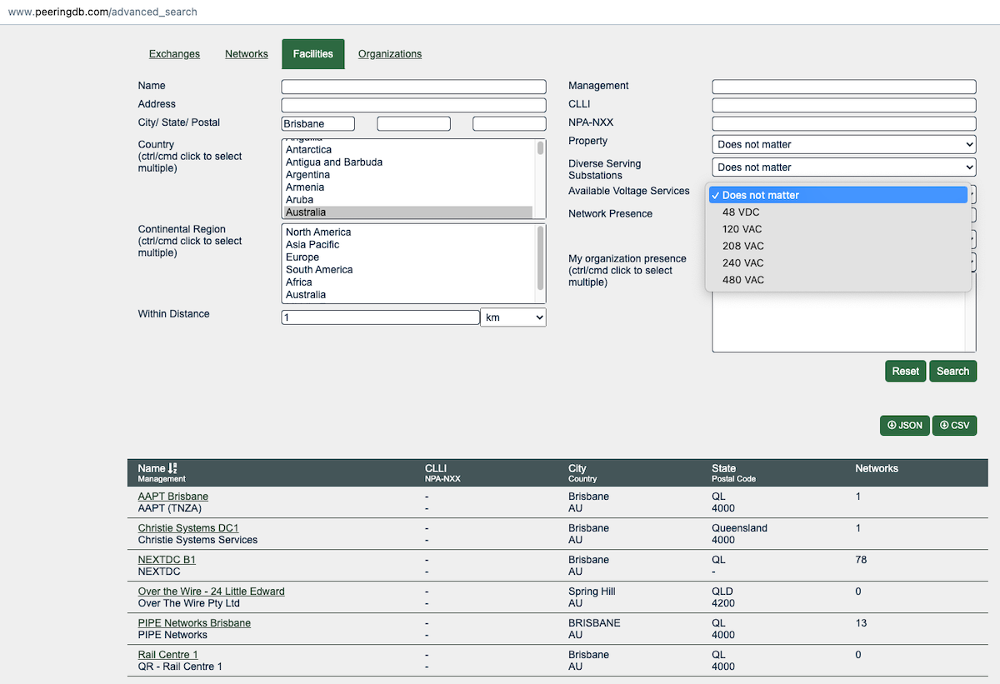 www.peeringdb.com/advanced_search
Exchanges Networks Facilities Organizations
Name
Address
City/ State/ Postal
Brisbane
Country
(ctrl/cmd click to select
multiple)
Antarctica
Antigua and Barbuda
Argentina
Armenia
Aruba
Australia
Continental Region
(ctrl/cmd click to select
multiple)
North America
Asia Pacific
Europe
South America
Africa
Australia
Within Distance
1
km
Management
CLLI
NPA-NXX
Property
Does not matter
Diverse Serving
Substations
Does not matter
Available Voltage Services
✓ Does not matter
48 VDC
120 VAC
208 VAC
240 VAC
480 VAC
Network Presence
My organization presence
(ctrl/cmd click to select
multiple)
Reset Search
JSON CSV
Name CLLI City State Networks
Management NPA-NXX Country Postal Code
AAPT Brisbane - Brisbane QL 1
AAPT (TNZA) - AU 4000
Christie Systems DC1 - Brisbane Queensland 1
Christie Systems Services - AU 4000
NEXTDC B1 - Brisbane QL 78
NEXTDC - AU -
Over the Wire - 24 Little Edward - Spring Hill QLD 0
Over The Wire Pty Ltd - AU 4200
PIPE Networks Brisbane - BRISBANE QL 13
PIPE Networks - AU 4000
Rail Centre 1 - Brisbane QL 0
QR - Rail Centre 1 - AU 4000